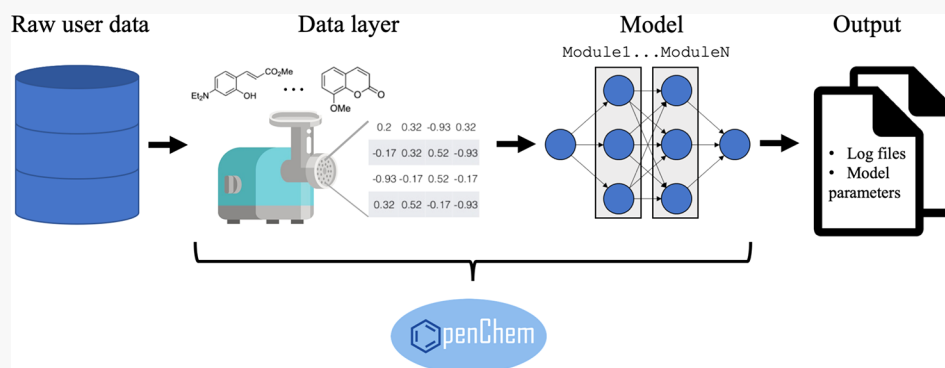 Raw user data
Data layer
Model
Output
Module1...ModuleN
CO₂Me
Et₂N
OH
...
OMe
O
O
0.2 0.32 -0.93 0.32
-0.17 0.32 0.52 -0.93
-0.93 -0.17 0.52 -0.17
0.32 0.52 -0.17 -0.93
• Log files
• Model
parameters
penChem